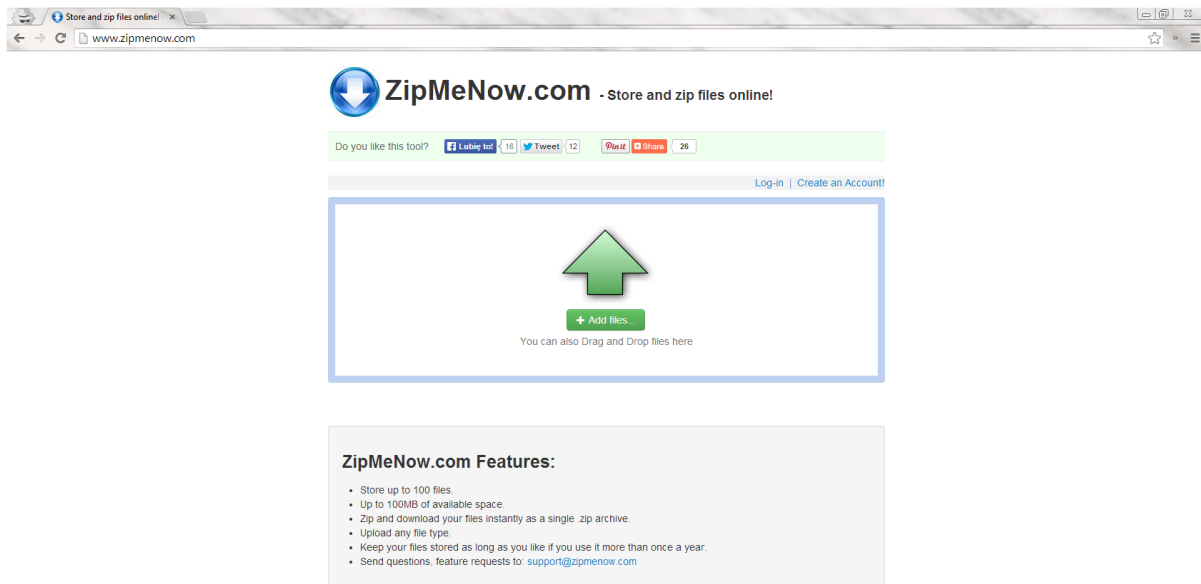 Store and zip files online!
www.zipmenow.com
ZipMeNow.com - Store and zip files online!
Do you like this tool? Lubię to! 16 Tweet 12 Pinit Share 26
Log-in | Create an Account!
+ Add files...
You can also Drag and Drop files here
ZipMeNow.com Features:
Store up to 100 files.
Up to 100MB of available space.
Zip and download your files instantly as a single .zip archive.
Upload any file type.
Keep your files stored as long as you like if you use it more than once a year.
Send questions, feature requests to: support@zipmenow.com